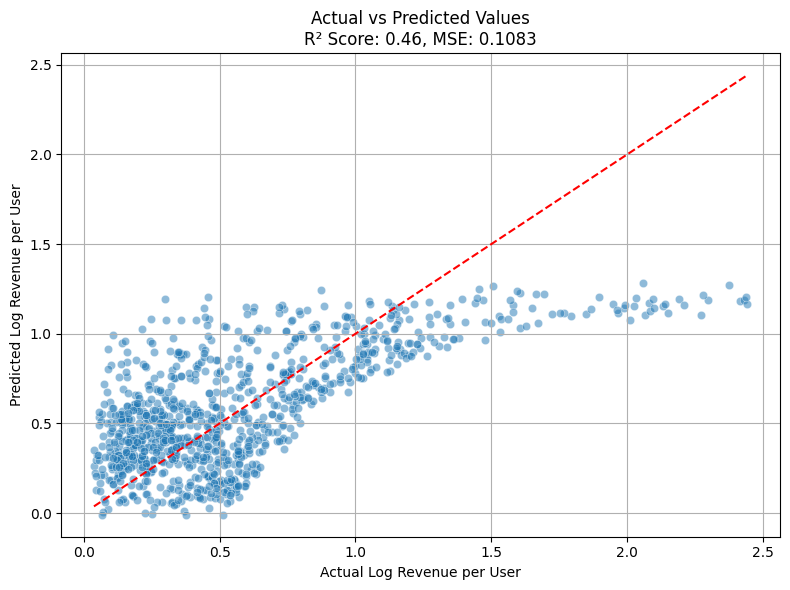 Actual vs Predicted Values
R² Score: 0.46, MSE: 0.1083
2.5
2.0
1.5
1.0
0.5
0.0
Predicted Log Revenue per User
0.0 0.5 1.0 1.5 2.0 2.5
Actual Log Revenue per User